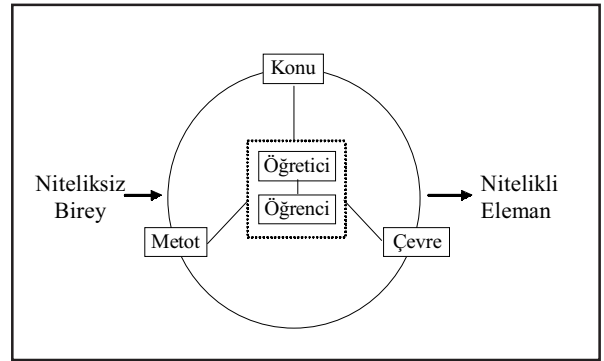 Konu
Öğretici
Öğrenci
Niteliksiz
Birey
Nitelikli
Eleman
Metot
Çevre